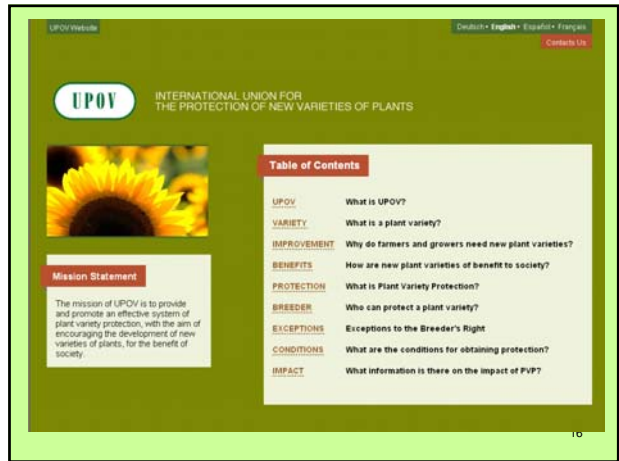 UPOV Website
Deutsch • English • Español • Français
Contacts Us
UPOV
INTERNATIONAL UNION FOR
THE PROTECTION OF NEW VARIETIES OF PLANTS
Table of Contents
UPOV What is UPOV?
VARIETY What is a plant variety?
IMPROVEMENT Why do farmers and growers need new plant varieties?
BENEFITS How are new plant varieties of benefit to society?
PROTECTION What is Plant Variety Protection?
BREEDER Who can protect a plant variety?
EXCEPTIONS Exceptions to the Breeder's Right
CONDITIONS What are the conditions for obtaining protection?
IMPACT What information is there on the impact of PVP?
Mission Statement
The mission of UPOV is to provide
and promote an effective system of
plant variety protection, with the aim of
encouraging the development of new
varieties of plants, for the benefit of
society.
16